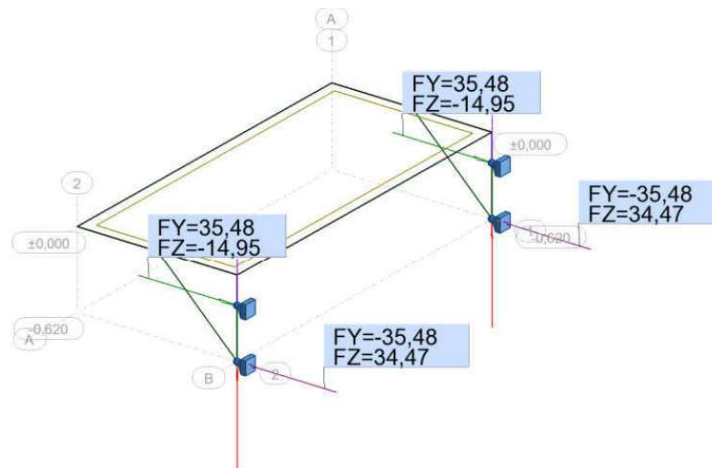 A
1
FY=35,48
FZ=-14,95
±0,000
2
FY=-35,48
FZ=34,47
-0,620
FY=35,48
FZ=-14,95
±0,000
-0,620
A
FY=-35,48
FZ=34,47
B
2